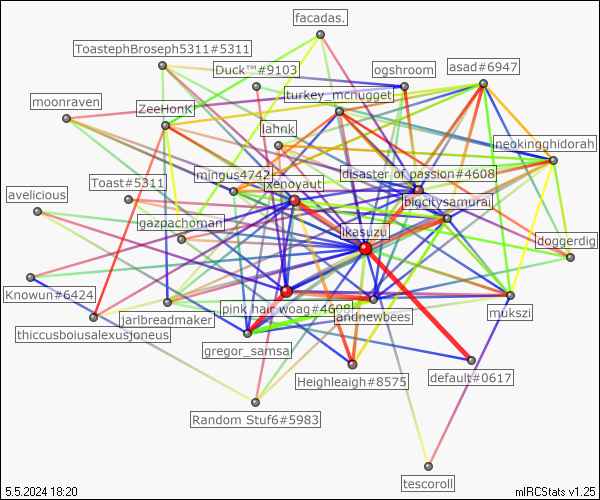 facadas.
ToastephBroseph5311#5311
Duck™#9103
ogshroom
asad#6947
moonraven
ZeeHonK
turkey_mcnugget
lahnk
neokingghidorah
mingus4742
disaster of passion#4608
Toast#5311
xenoyaut
avelicious
bigcitysamurai
gazpachoman
ikasuzu
doggerdig
Knowun#6424
jarlbreadmaker
pink hair woag#4608
landnewbees
mukszi
thiccusboiusalexusjoneus
gregor_samsa
Heighleaigh#8575
default#0617
Random Stuf6#5983
tescoroll
5.5.2024 18:20
mIRCStats v1.25